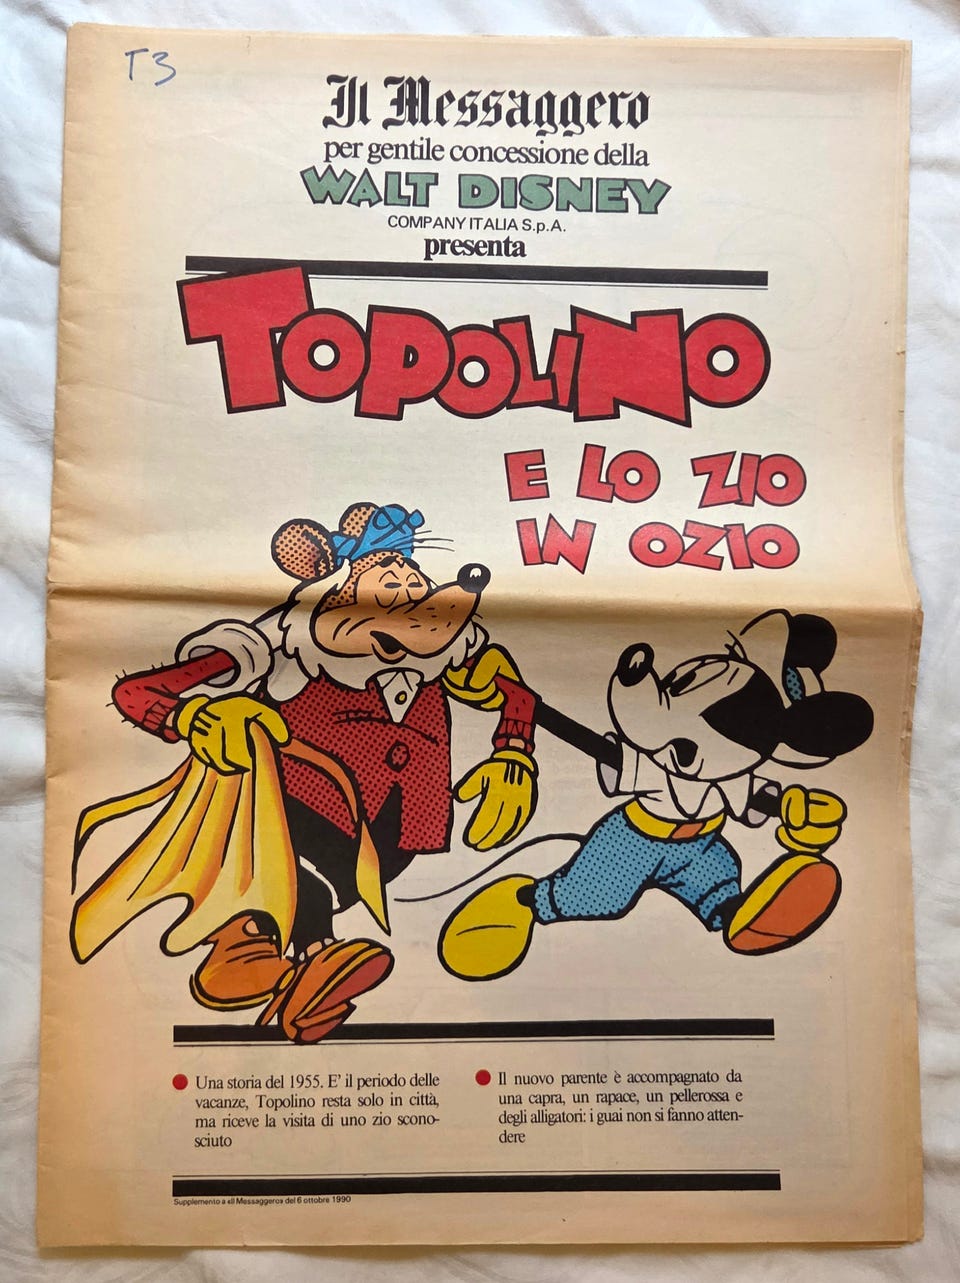 T3
Il Messaggero
per gentile concessione della
WALT DISNEY
COMPANY ITALIA S.p.A.
presenta
TOPOLINO
E LO ZIO
IN OZIO
● Una storia del 1955. E' il periodo delle
vacanze, Topolino resta solo in città,
ma riceve la visita di uno zio scono-
sciuto
● Il nuovo parente è accompagnato da
una capra, un rapace, un pellerossa e
degli alligatori: i guai non si fanno atten-
dere
Supplemento a «Il Messaggero» del 6 ottobre 1990